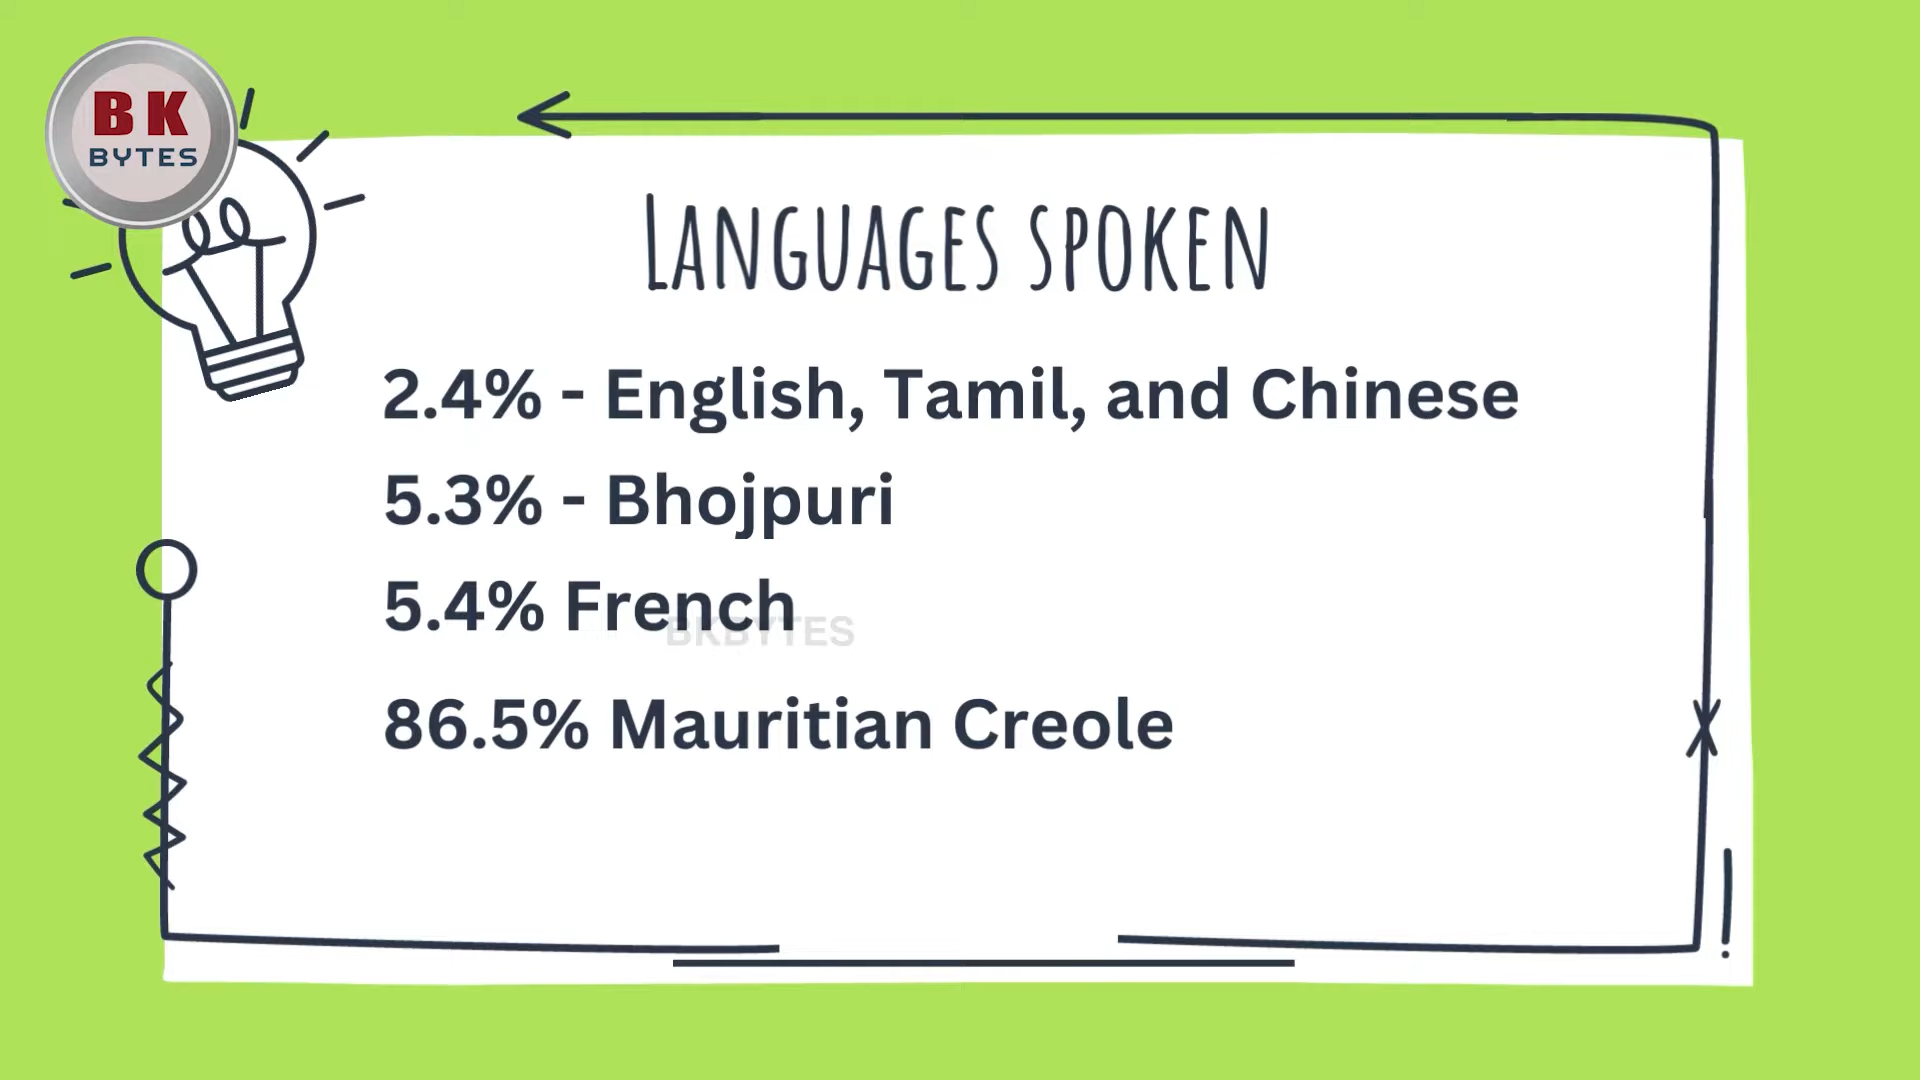 BK
BYTES
Languages spoken
2.4% - English, Tamil, and Chinese
5.3% - Bhojpuri
5.4% French
BKBYTES
86.5% Mauritian Creole